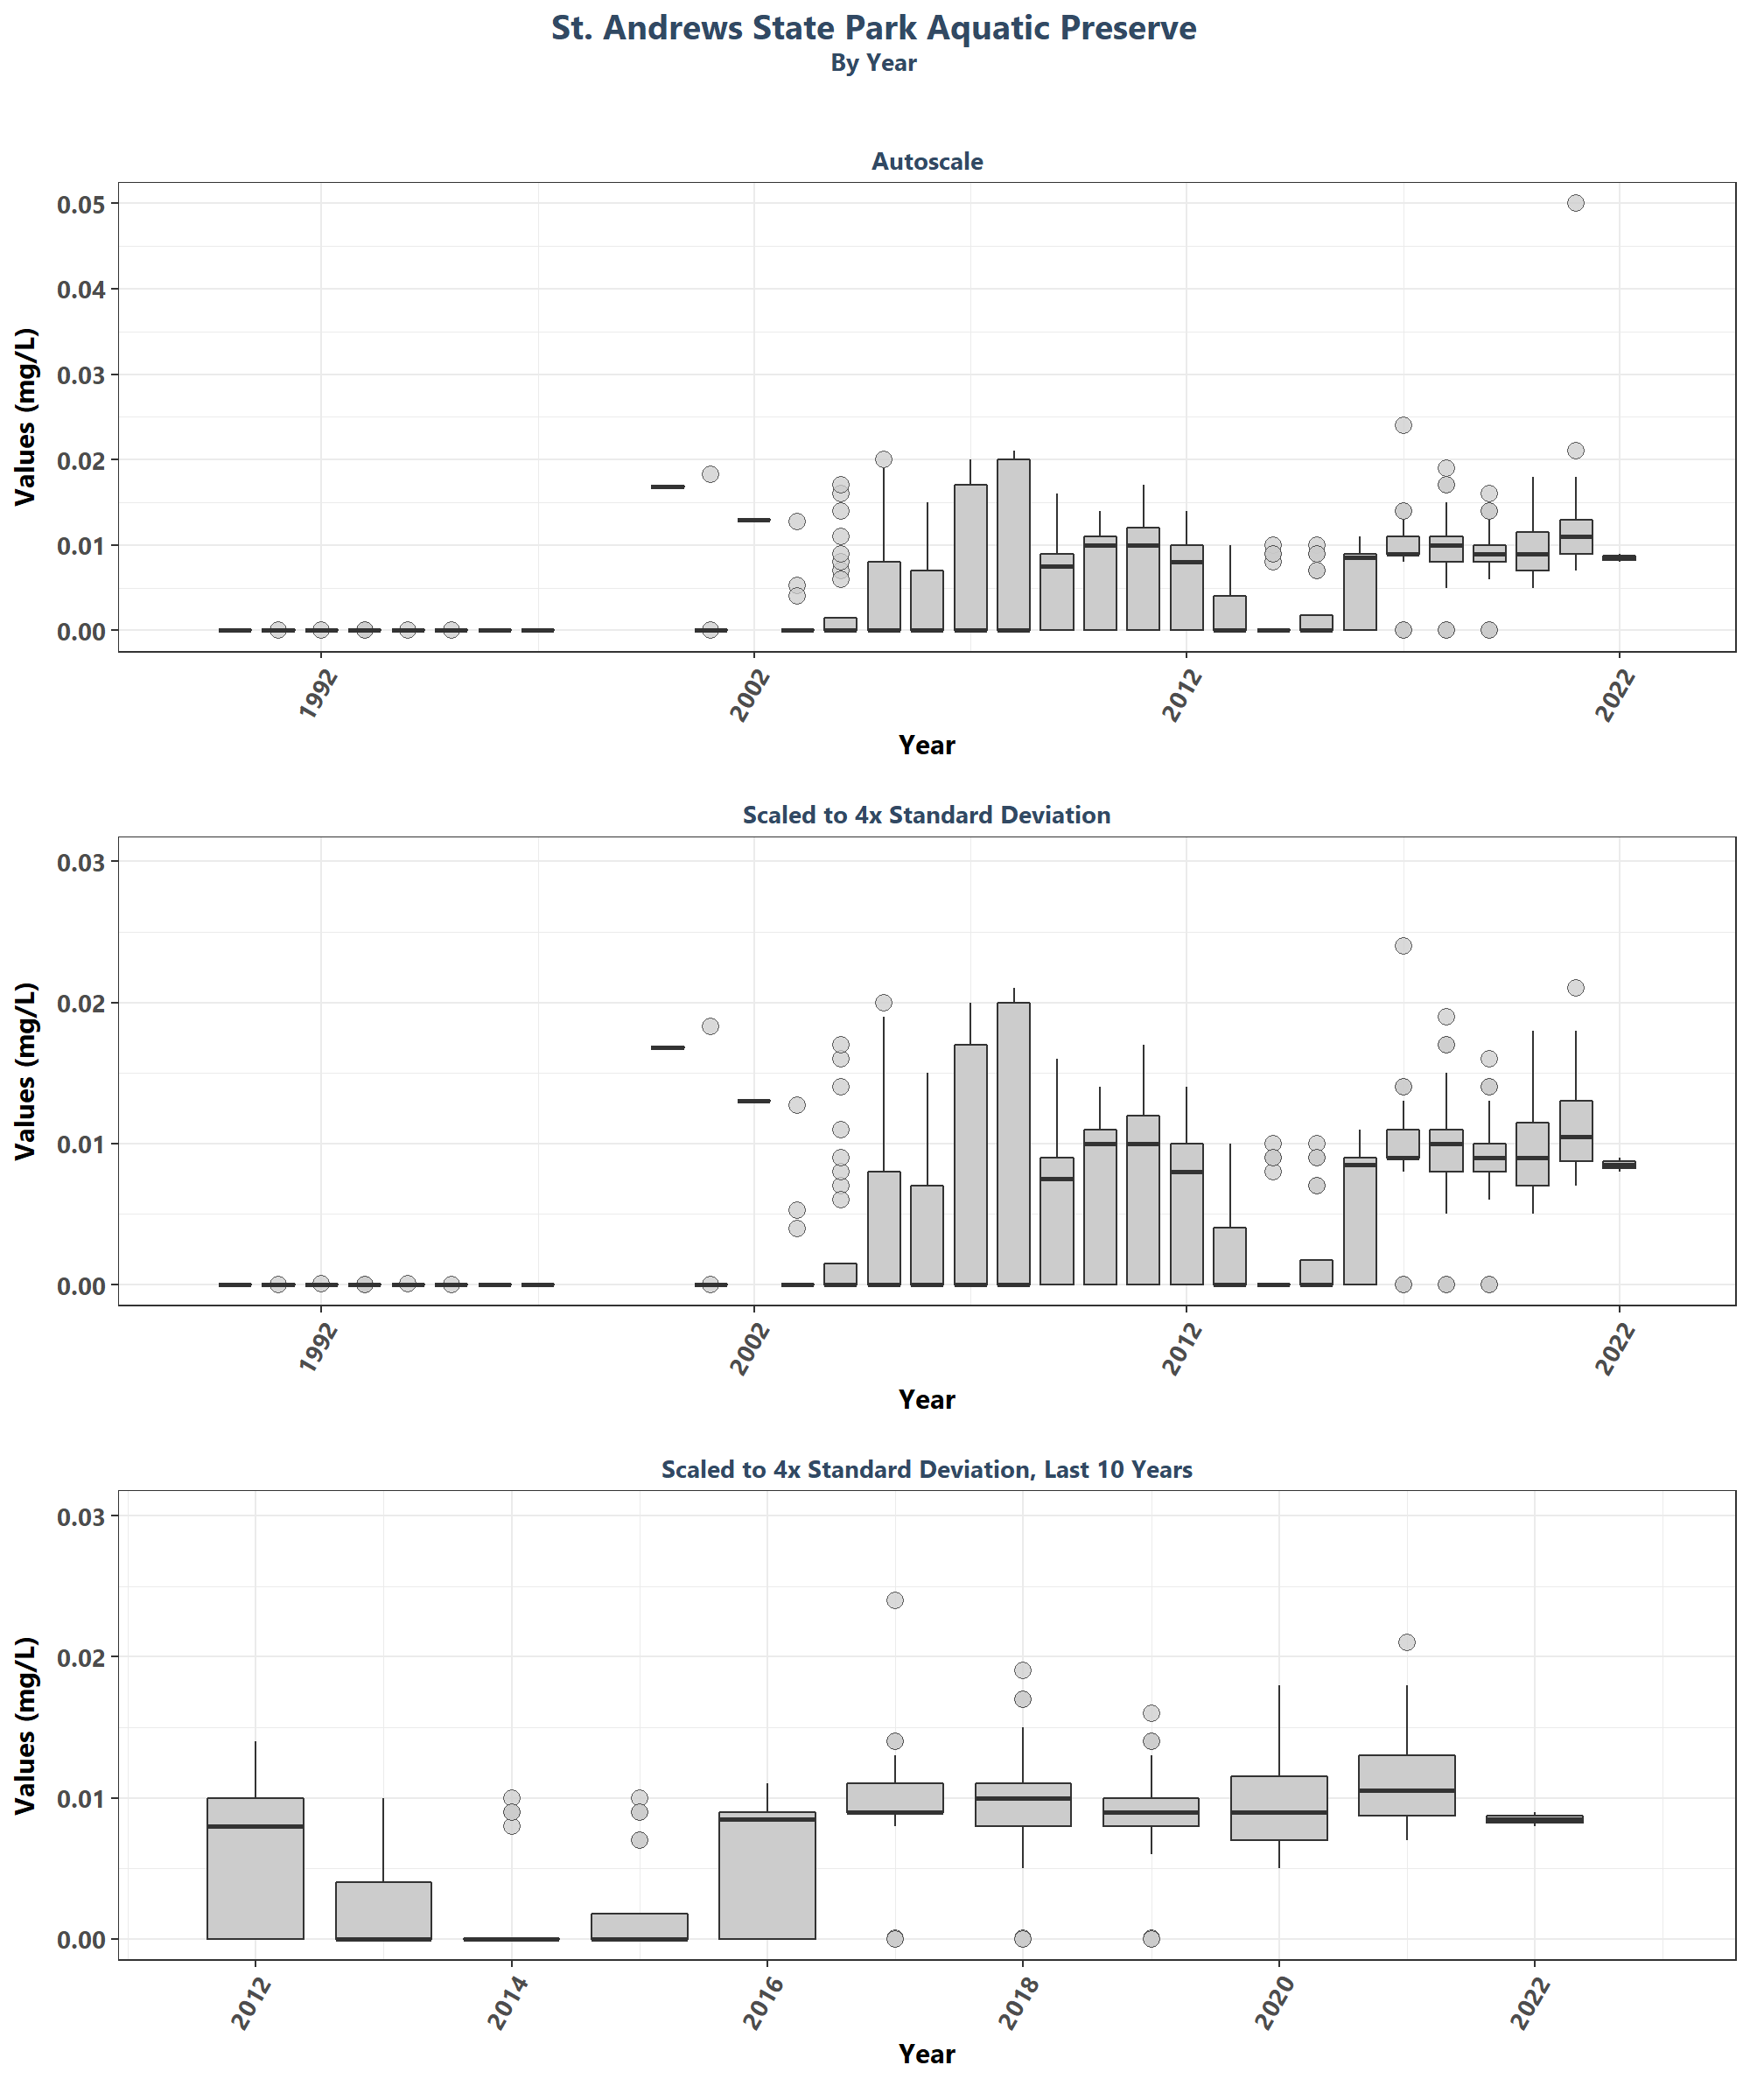 St. Andrews State Park Aquatic Preserve
By Year
Autoscale
Values (mg/L)
0.05
0.04
0.03
0.02
0.01
0.00
1992
2002
2012
2022
Year
Scaled to 4x Standard Deviation
Values (mg/L)
0.03
0.02
0.01
0.00
1992
2002
2012
2022
Year
Scaled to 4x Standard Deviation, Last 10 Years
Values (mg/L)
0.03
0.02
0.01
0.00
2012
2014
2016
2018
2020
2022
Year